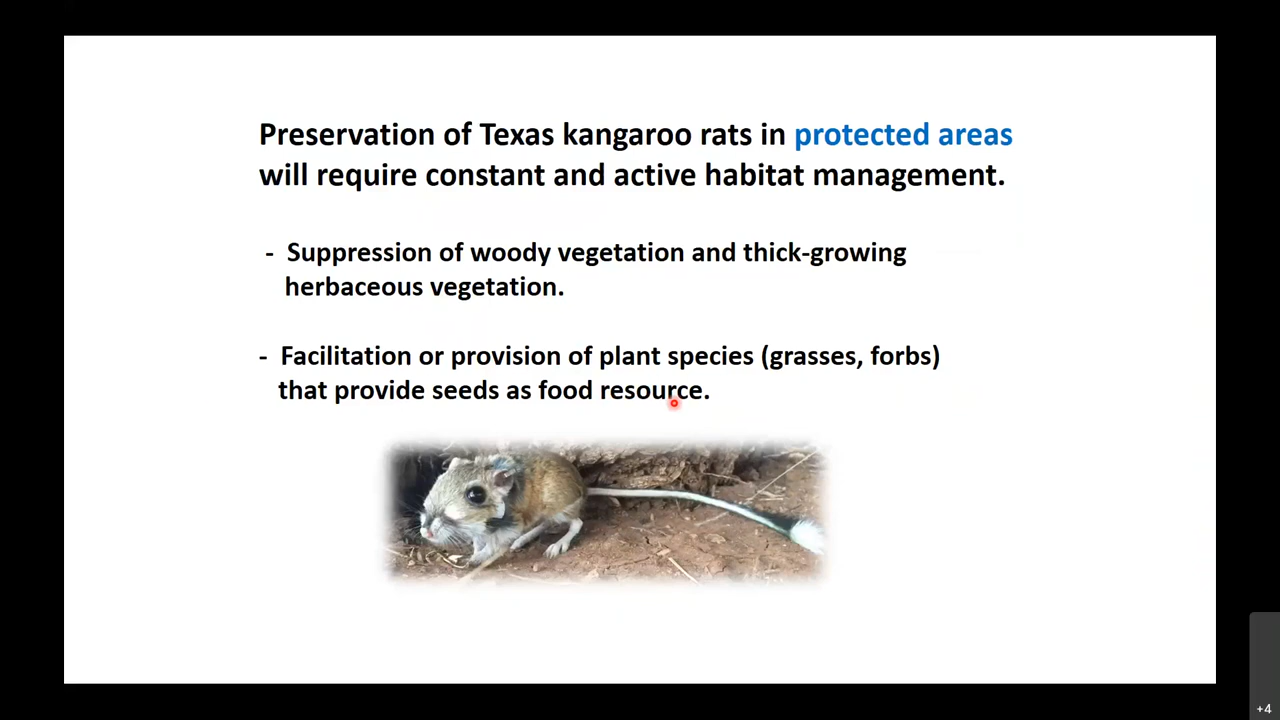 Preservation of Texas kangaroo rats in protected areas
will require constant and active habitat management.
- Suppression of woody vegetation and thick-growing
herbaceous vegetation.
- Facilitation or provision of plant species (grasses, forbs)
that provide seeds as food resource.
+4